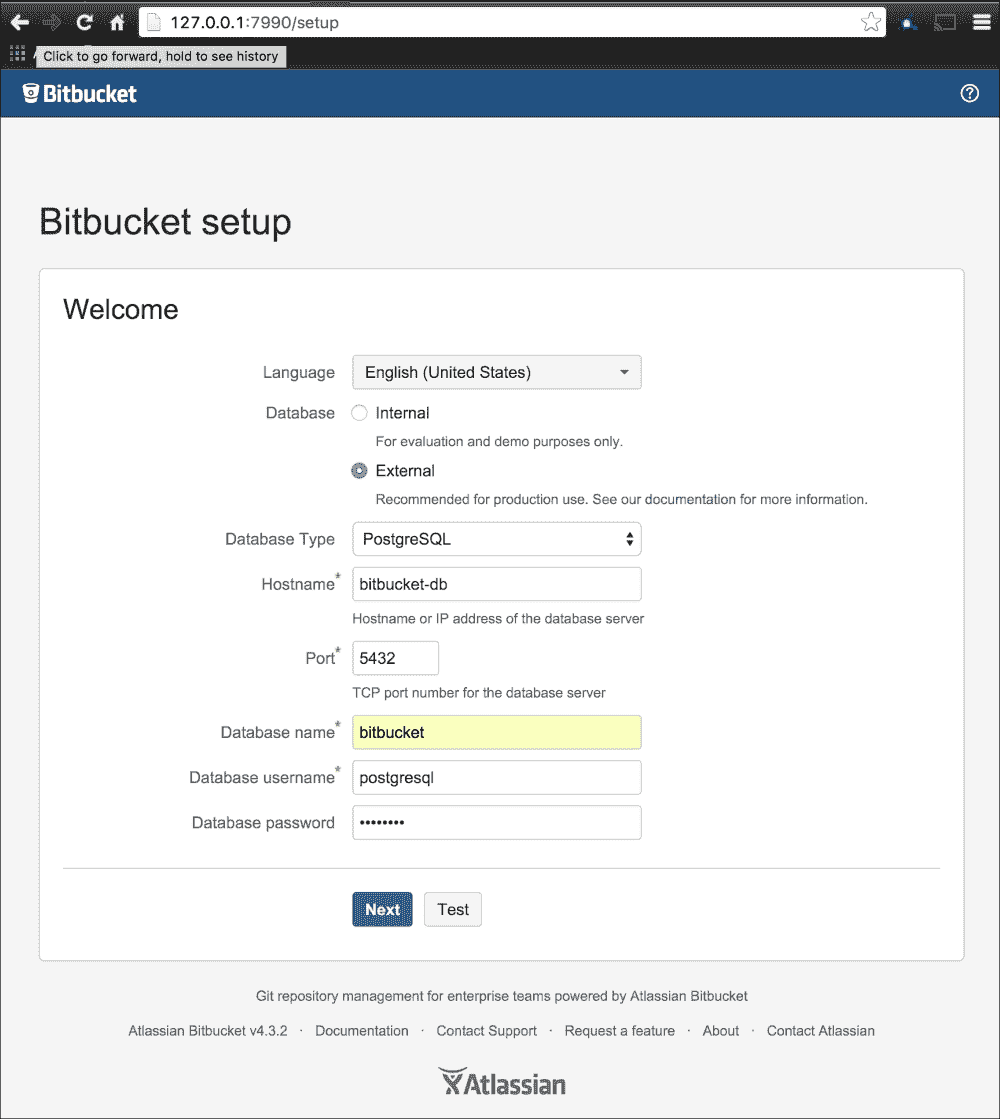 127.0.0.1:7990/setup
Click to go forward, hold to see history
Bitbucket
Bitbucket setup
Welcome
Language English (United States)
Database Internal
For evaluation and demo purposes only.
External
Recommended for production use. See our documentation for more information.
Database Type PostgreSQL
Hostname* bitbucket-db
Hostname or IP address of the database server
Port* 5432
TCP port number for the database server
Database name* bitbucket
Database username* postgresql
Database password ••••••••
Next Test
Git repository management for enterprise teams powered by Atlassian Bitbucket
Atlassian Bitbucket v4.3.2 · Documentation · Contact Support · Request a feature · About · Contact Atlassian
Atlassian